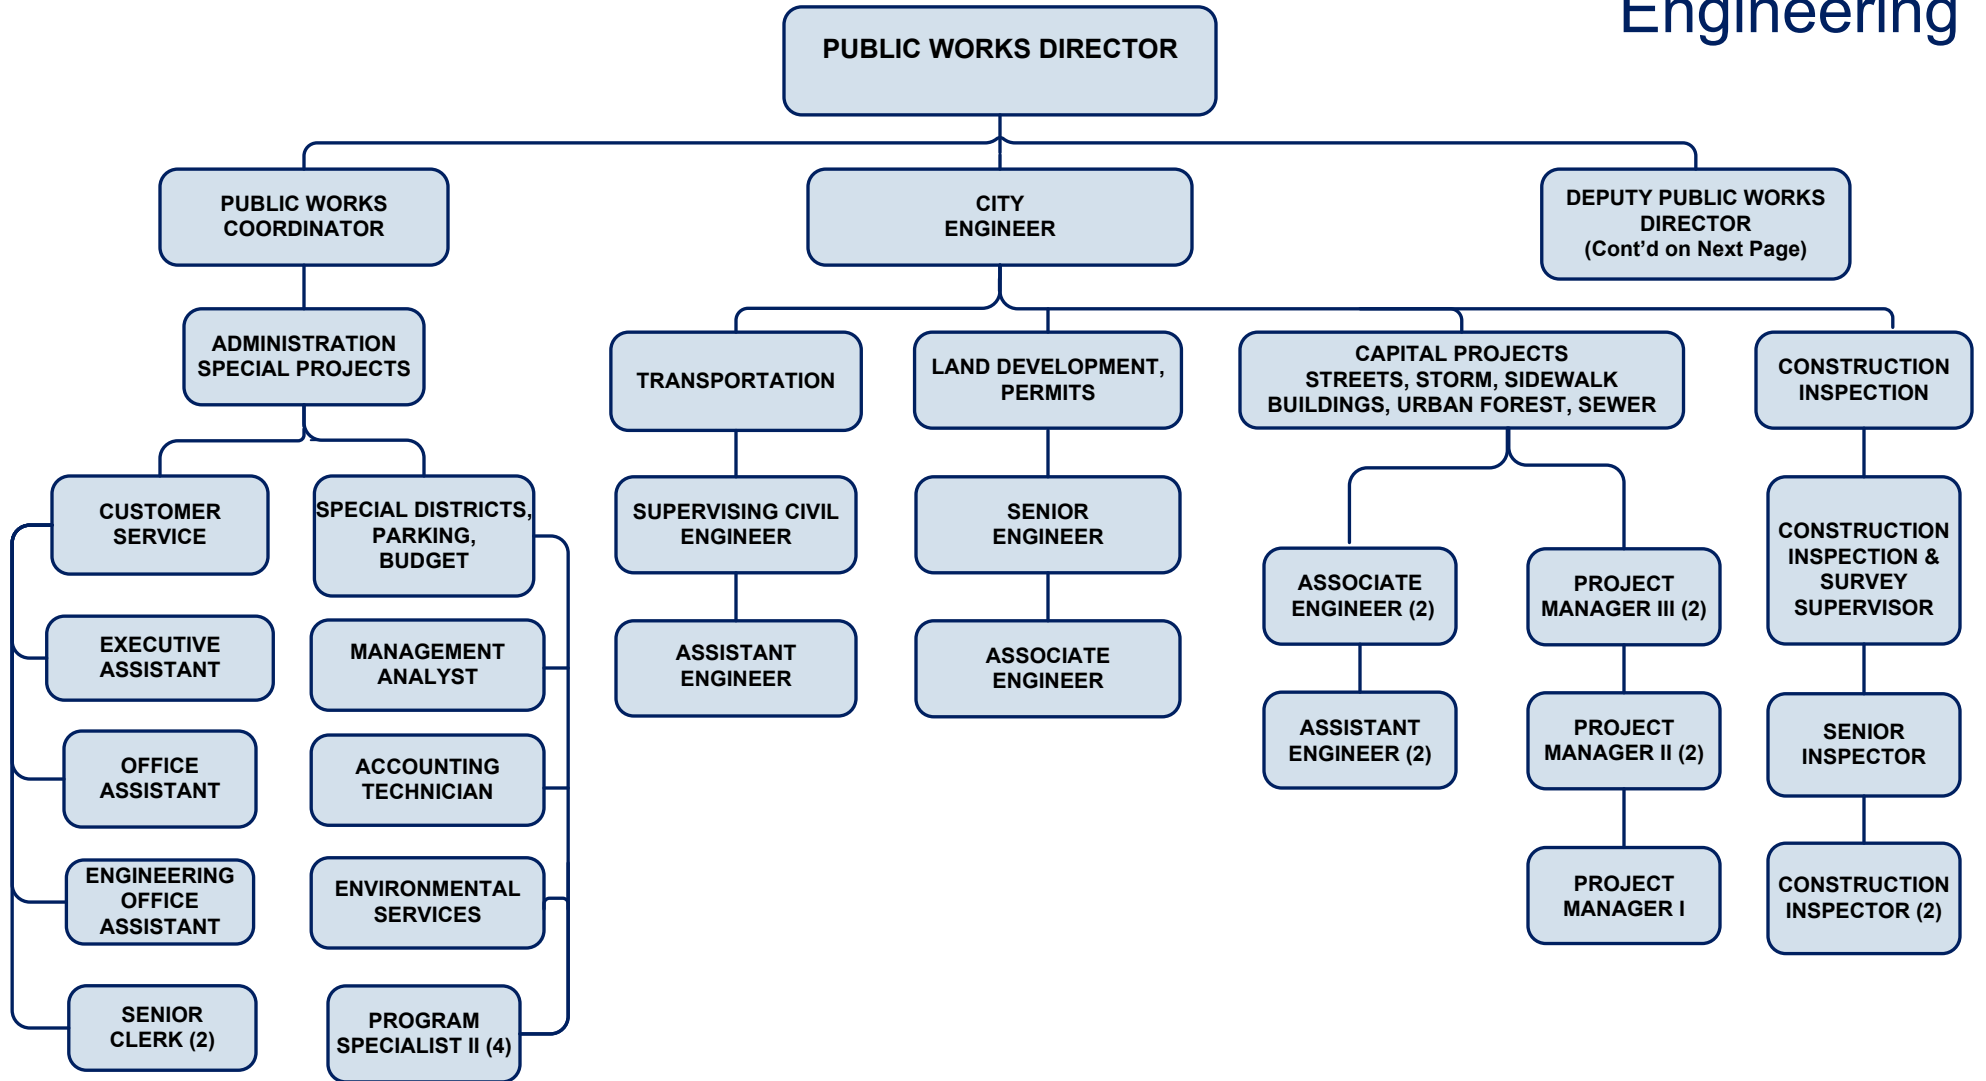 Engineering
PUBLIC WORKS DIRECTOR
PUBLIC WORKS
COORDINATOR
CITY
ENGINEER
DEPUTY PUBLIC WORKS
DIRECTOR
(Cont’d on Next Page)
ADMINISTRATION
SPECIAL PROJECTS
CUSTOMER
SERVICE
EXECUTIVE
ASSISTANT
OFFICE
ASSISTANT
ENGINEERING
OFFICE
ASSISTANT
SENIOR
CLERK (2)
SPECIAL DISTRICTS,
PARKING,
BUDGET
MANAGEMENT
ANALYST
ACCOUNTING
TECHNICIAN
ENVIRONMENTAL
SERVICES
PROGRAM
SPECIALIST II (4)
TRANSPORTATION
SUPERVISING CIVIL
ENGINEER
ASSISTANT
ENGINEER
LAND DEVELOPMENT,
PERMITS
SENIOR
ENGINEER
ASSOCIATE
ENGINEER
CAPITAL PROJECTS
STREETS, STORM, SIDEWALK
BUILDINGS, URBAN FOREST, SEWER
ASSOCIATE
ENGINEER (2)
ASSISTANT
ENGINEER (2)
PROJECT
MANAGER III (2)
PROJECT
MANAGER II (2)
PROJECT
MANAGER I
CONSTRUCTION
INSPECTION
CONSTRUCTION
INSPECTION &
SURVEY
SUPERVISOR
SENIOR
INSPECTOR
CONSTRUCTION
INSPECTOR (2)